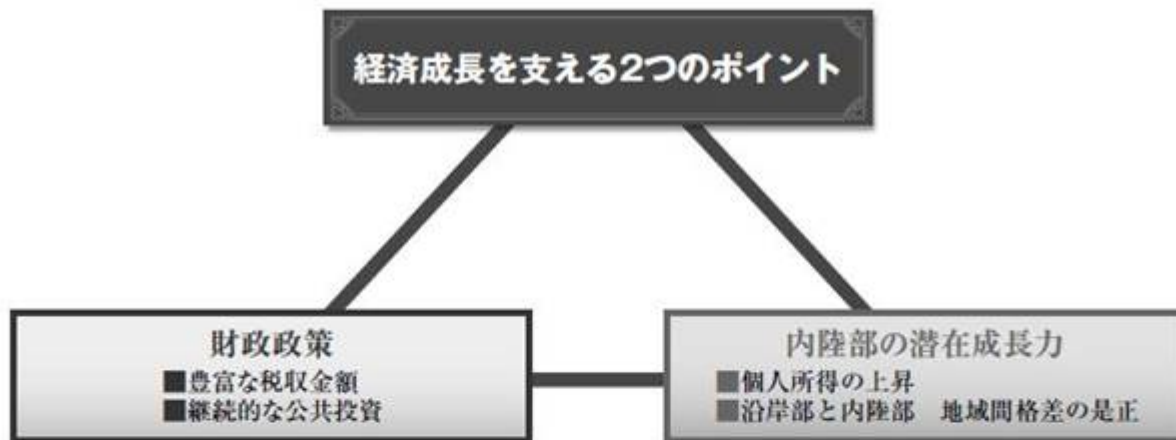 経済成長を支える2つのポイント
財政政策
■豊富な税収金額
■継続的な公共投資
内陸部の潜在成長力
■個人所得の上昇
■沿岸部と内陸部　地域間格差の是正